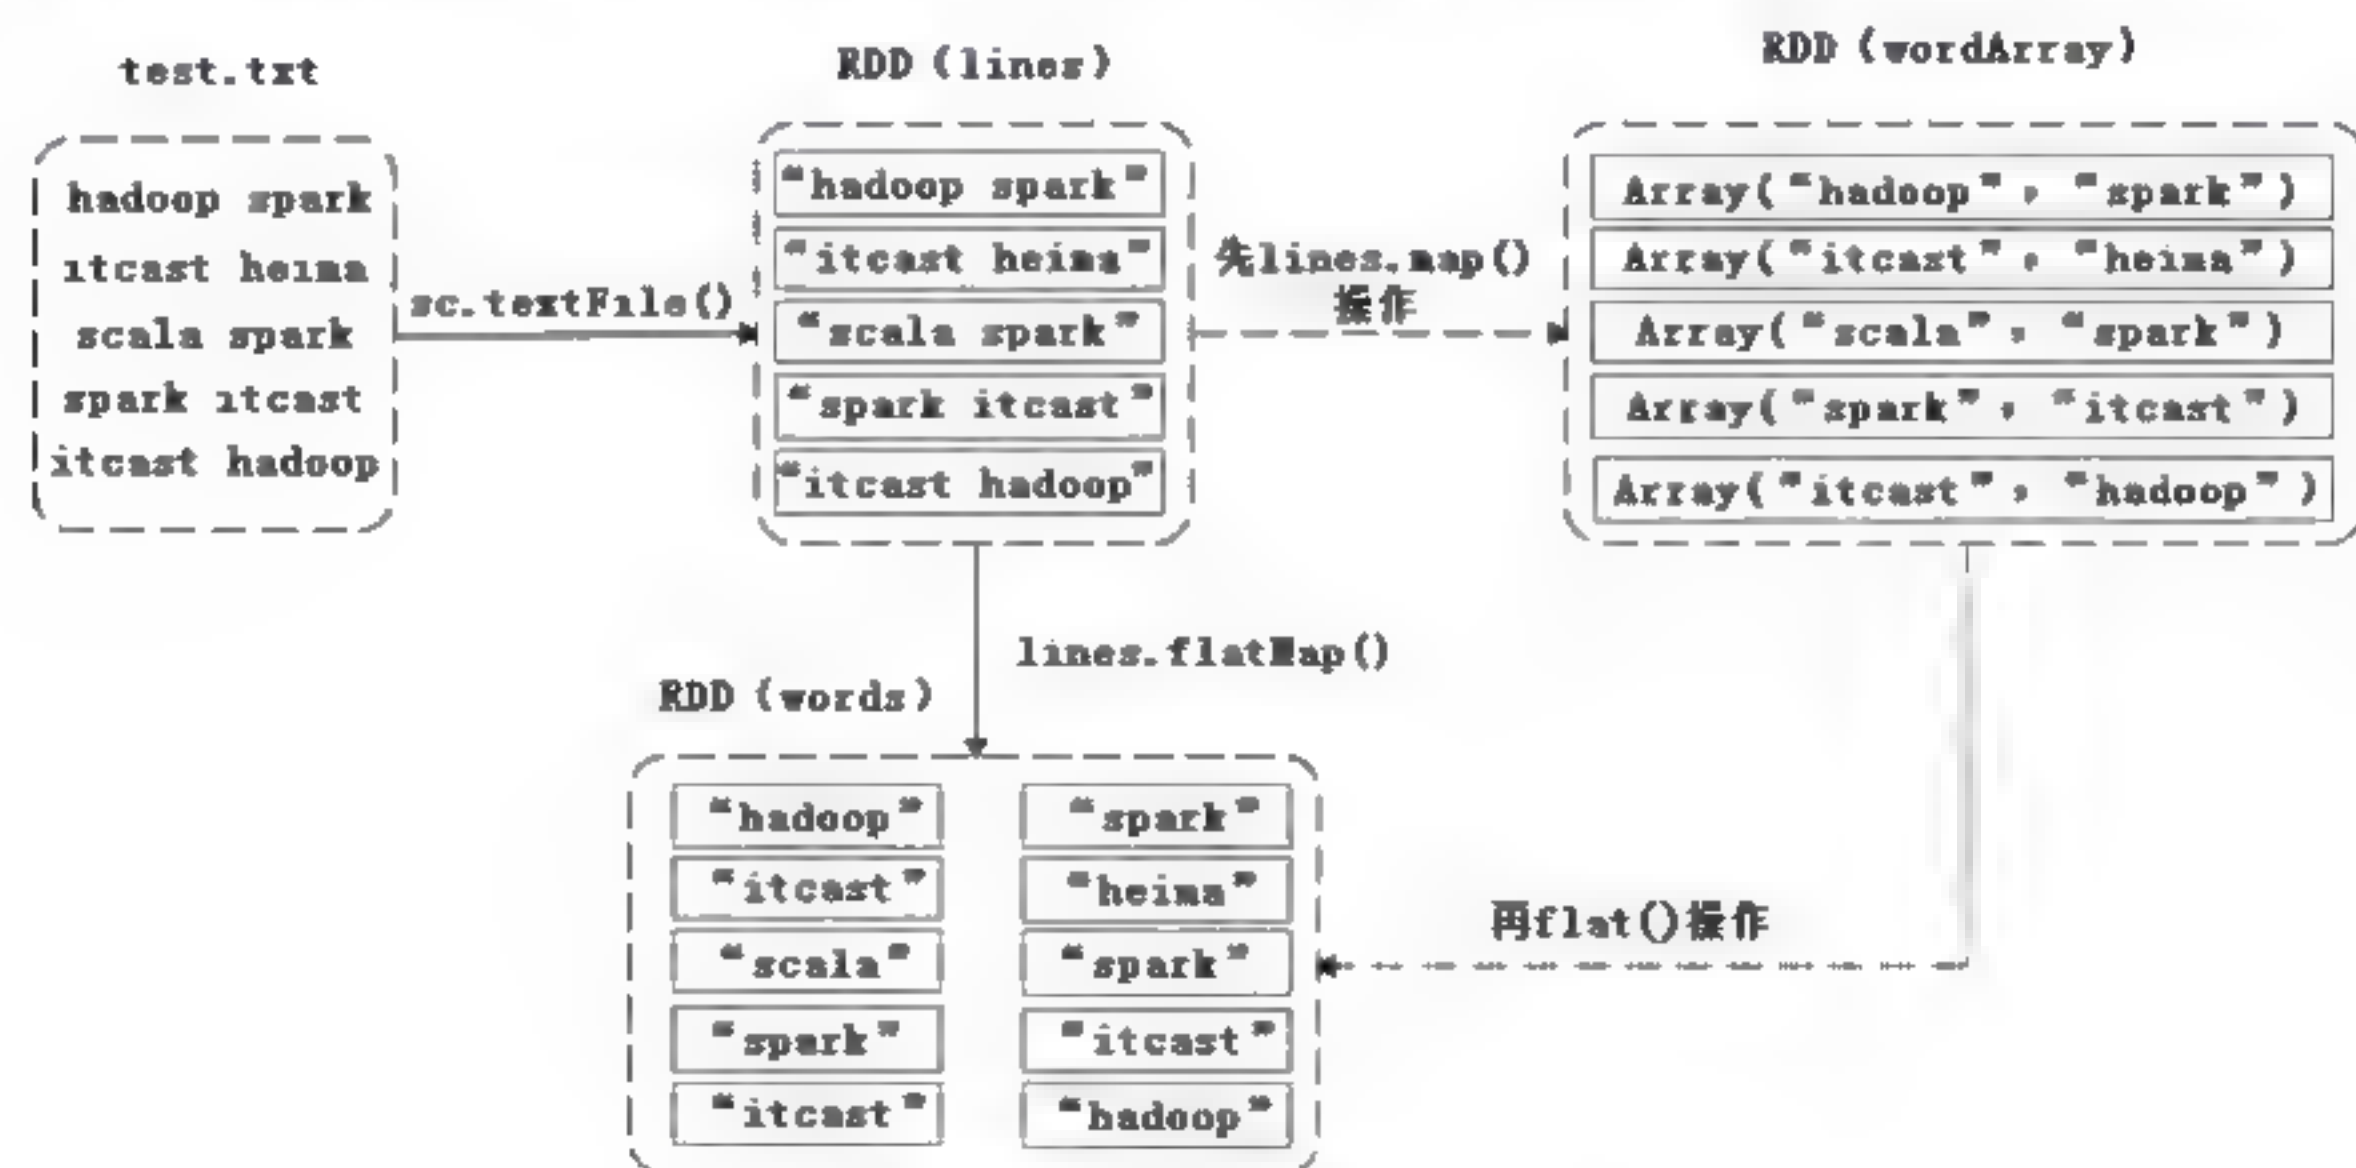 test.txt
hadoop spark
itcast heima
scala spark
spark itcast
itcast hadoop
sc.textFile()
RDD (lines)
"hadoop spark"
"itcast heima"
"scala spark"
"spark itcast"
"itcast hadoop"
先lines.map()
操作
RDD (wordArray)
Array("hadoop", "spark")
Array("itcast", "heima")
Array("scala", "spark")
Array("spark", "itcast")
Array("itcast", "hadoop")
lines.flatMap()
RDD (words)
"hadoop" "spark"
"itcast" "heima"
"scala" "spark"
"spark" "itcast"
"itcast" "hadoop"
再flat()操作